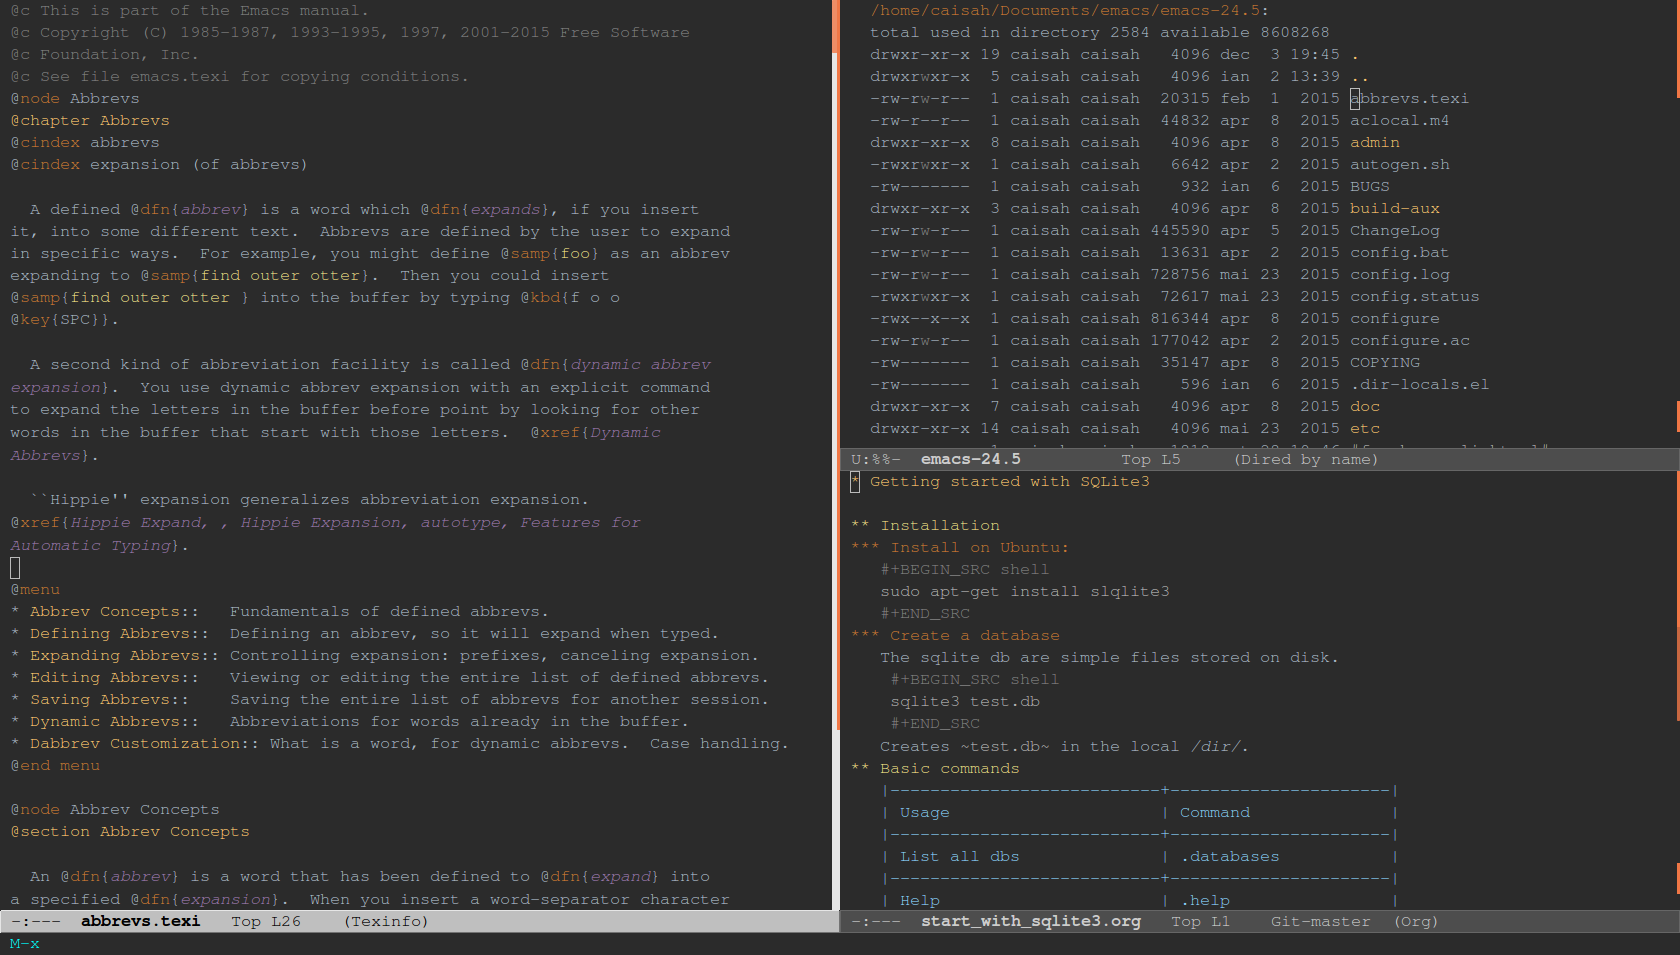 @c This is part of the Emacs manual.
@c Copyright (C) 1985-1987, 1993-1995, 1997, 2001-2015 Free Software
@c Foundation, Inc.
@c See file emacs.texi for copying conditions.
@node Abbrevs
@chapter Abbrevs
@cindex abbrevs
@cindex expansion (of abbrevs)

  A defined @dfn{abbrev} is a word which @dfn{expands}, if you insert
it, into some different text.  Abbrevs are defined by the user to expand
in specific ways.  For example, you might define @samp{foo} as an abbrev
expanding to @samp{find outer otter}.  Then you could insert
@samp{find outer otter } into the buffer by typing @kbd{f o o
@key{SPC}}.

  A second kind of abbreviation facility is called @dfn{dynamic abbrev
expansion}.  You use dynamic abbrev expansion with an explicit command
to expand the letters in the buffer before point by looking for other
words in the buffer that start with those letters.  @xref{Dynamic
Abbrevs}.

  ``Hippie'' expansion generalizes abbreviation expansion.
@xref{Hippie Expand, , Hippie Expansion, autotype, Features for
Automatic Typing}.

@menu
* Abbrev Concepts::   Fundamentals of defined abbrevs.
* Defining Abbrevs::  Defining an abbrev, so it will expand when typed.
* Expanding Abbrevs:: Controlling expansion: prefixes, canceling expansion.
* Editing Abbrevs::   Viewing or editing the entire list of defined abbrevs.
* Saving Abbrevs::    Saving the entire list of abbrevs for another session.
* Dynamic Abbrevs::   Abbreviations for words already in the buffer.
* Dabbrev Customization:: What is a word, for dynamic abbrevs.  Case handling.
@end menu

@node Abbrev Concepts
@section Abbrev Concepts

  An @dfn{abbrev} is a word that has been defined to @dfn{expand} into
a specified @dfn{expansion}.  When you insert a word-separator character
-:---  abbrevs.texi   Top L26    (Texinfo)
M-x
/home/caisah/Documents/emacs/emacs-24.5:
total used in directory 2584 available 8608268
drwxr-xr-x 19 caisah caisah   4096 dec  3 19:45 .
drwxrwxr-x  5 caisah caisah   4096 ian  2 13:39 ..
-rw-rw-r--  1 caisah caisah  20315 feb  1  2015 abbrevs.texi
-rw-r--r--  1 caisah caisah  44832 apr  8  2015 aclocal.m4
drwxr-xr-x  8 caisah caisah   4096 apr  8  2015 admin
-rwxrwxr-x  1 caisah caisah   6642 apr  2  2015 autogen.sh
-rw-------  1 caisah caisah    932 ian  6  2015 BUGS
drwxr-xr-x  3 caisah caisah   4096 apr  8  2015 build-aux
-rw-rw-r--  1 caisah caisah 445590 apr  5  2015 ChangeLog
-rw-rw-r--  1 caisah caisah  13631 apr  2  2015 config.bat
-rw-rw-r--  1 caisah caisah 728756 mai 23  2015 config.log
-rwxrwxr-x  1 caisah caisah  72617 mai 23  2015 config.status
-rwx--x--x  1 caisah caisah 816344 apr  8  2015 configure
-rw-rw-r--  1 caisah caisah 177042 apr  2  2015 configure.ac
-rw-------  1 caisah caisah  35147 apr  8  2015 COPYING
-rw-------  1 caisah caisah    596 ian  6  2015 .dir-locals.el
drwxr-xr-x  7 caisah caisah   4096 apr  8  2015 doc
drwxr-xr-x 14 caisah caisah   4096 mai 23  2015 etc
U:%%-  emacs-24.5          Top L5     (Dired by name)
* Getting started with SQLite3

** Installation
*** Install on Ubuntu:
   #+BEGIN_SRC shell
   sudo apt-get install slqlite3
   #+END_SRC
*** Create a database
   The sqlite db are simple files stored on disk.
    #+BEGIN_SRC shell
    sqlite3 test.db
    #+END_SRC
   Creates ~test.db~ in the local /dir/.
** Basic commands
   |---------------------------+----------------------|
   | Usage                     | Command              |
   |---------------------------+----------------------|
   | List all dbs              | .databases           |
   |---------------------------+----------------------|
   | Help                      | .help                |
-:---  start_with_sqlite3.org   Top L1    Git-master  (Org)